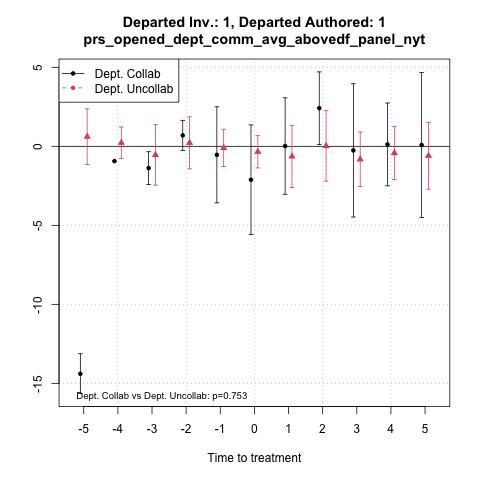 Departed Inv.: 1, Departed Authored: 1
prs_opened_dept_comm_avg_abovedf_panel_nyt
Dept. Collab
Dept. Uncollab
5
0
-5
-10
-15
Dept. Collab vs Dept. Uncollab: p=0.753
-5 -4 -3 -2 -1 0 1 2 3 4 5
Time to treatment